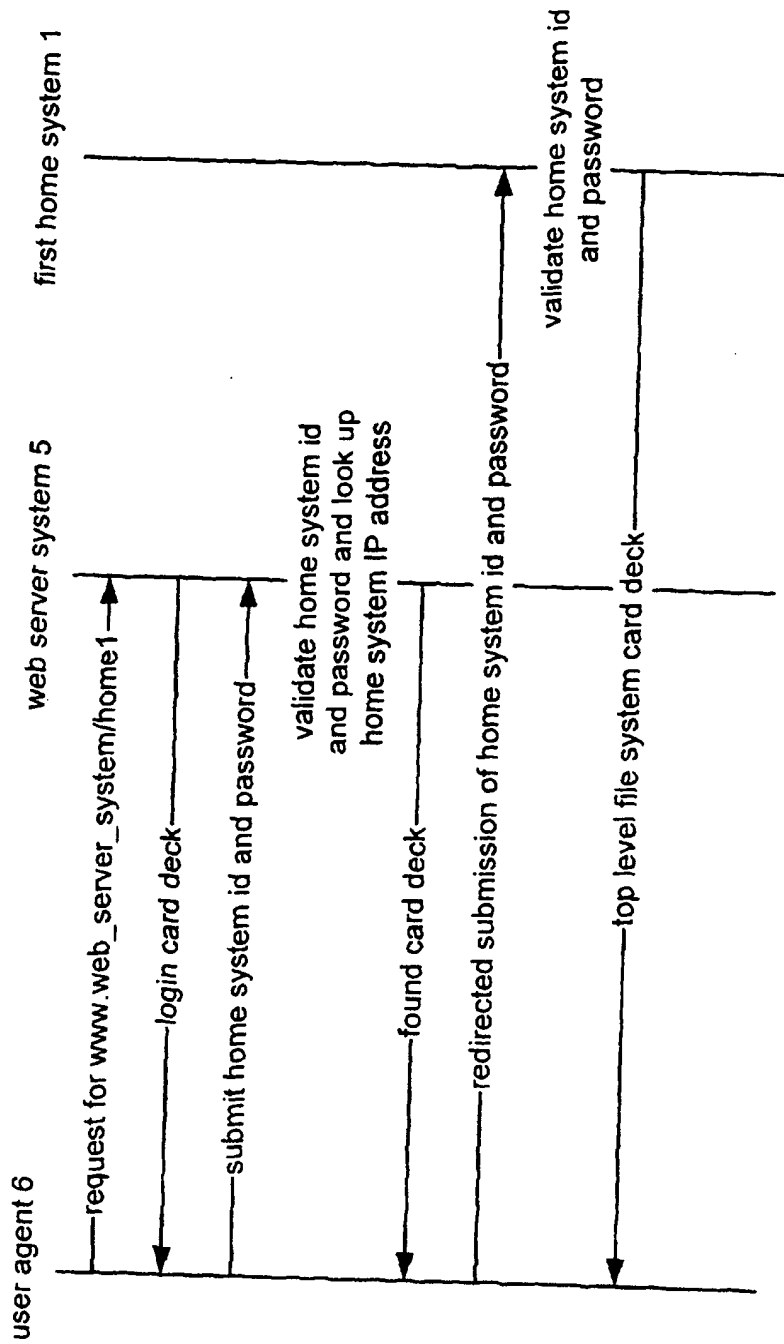 user agent 6
web server system 5
first home system 1
request for www.web_server_system/home1
login card deck
submit home system id and password
validate home system id
and password and look up
home system IP address
found card deck
redirected submission of home system id and password
validate home system id
and password
top level file system card deck